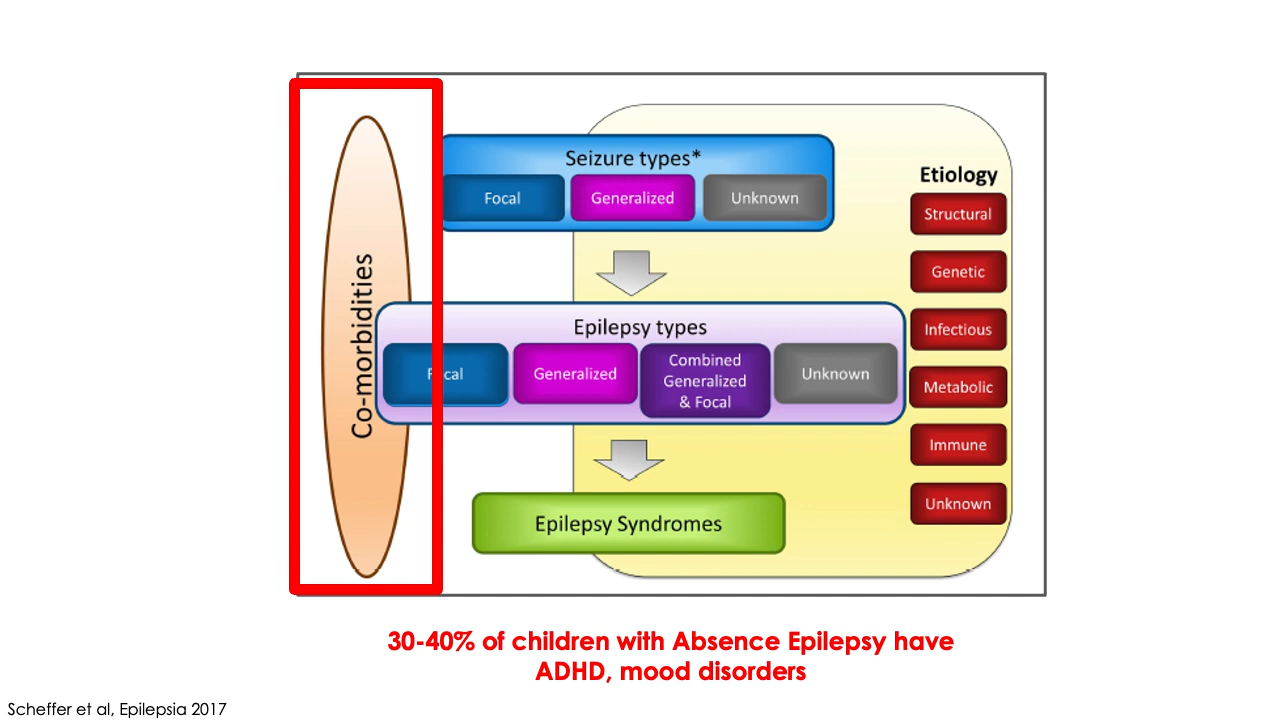 Co-morbidities
Seizure types*
Focal
Generalized
Unknown
Epilepsy types
Focal
Generalized
Combined
Generalized
& Focal
Unknown
Epilepsy Syndromes
Etiology
Structural
Genetic
Infectious
Metabolic
Immune
Unknown
30-40% of children with Absence Epilepsy have
ADHD, mood disorders
Scheffer et al, Epilepsia 2017